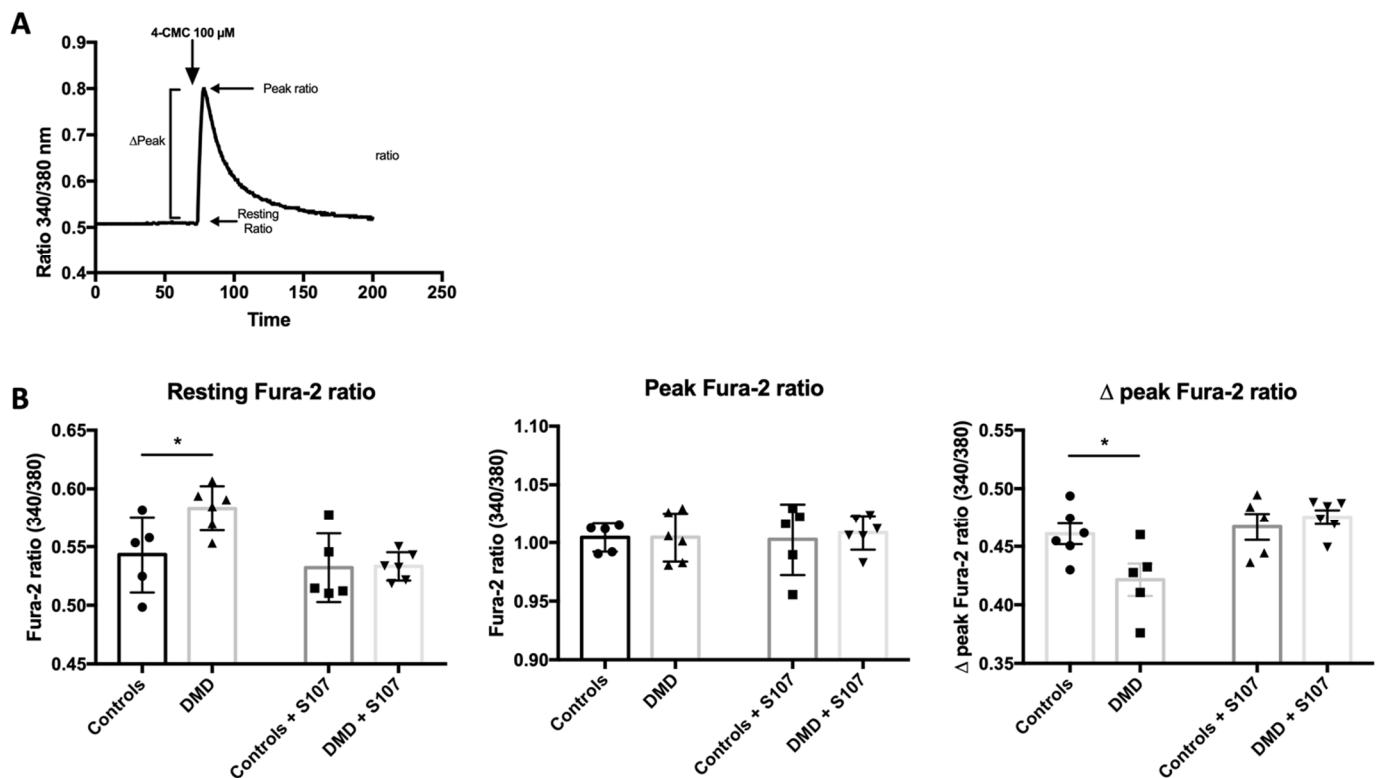 A
4-CMC 100 µM
0.9
0.8
0.7
0.6
0.5
0.4
Ratio 340/380 nm
Peak ratio
ΔPeak
ratio
Resting
Ratio
0 50 100 150 200 250
Time
B
Resting Fura-2 ratio
0.65
0.60
0.55
0.50
0.45
Fura-2 ratio (340/380)
*
Controls
DMD
Controls + S107
DMD + S107
Peak Fura-2 ratio
1.10
1.05
1.00
0.95
0.90
Fura-2 ratio (340/380)
Controls
DMD
Controls + S107
DMD + S107
Δ peak Fura-2 ratio
0.55
0.50
0.45
0.40
0.35
Δ peak Fura-2 ratio (340/380)
*
Controls
DMD
Controls + S107
DMD + S107